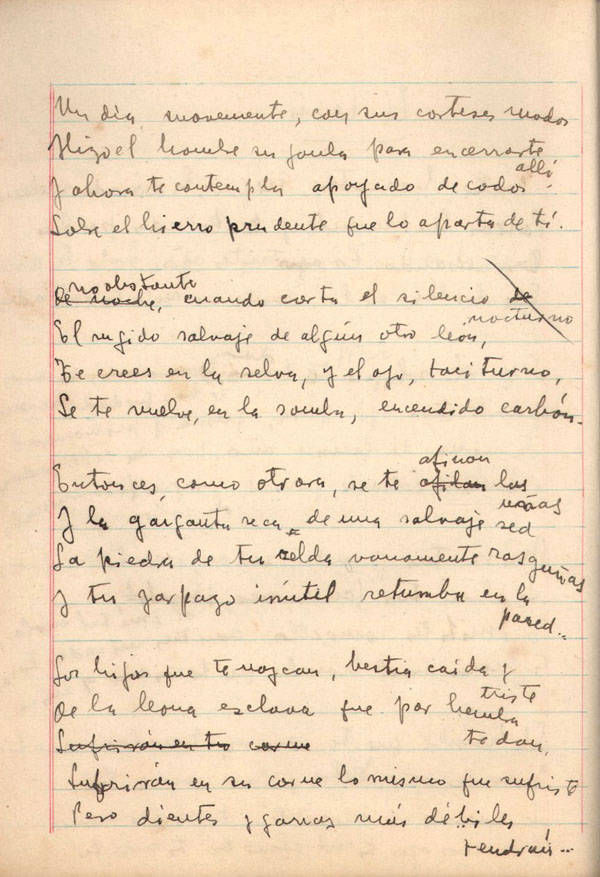 Un día, suavemente, con sus corteses modos
Hizo el hombre su jaula para encerrarte allí.
Y ahora te contempla apoyado de codos
Sobre el hierro prudente que lo aparta de tí.
no obstante
De noche, cuando corta el silencio de nocturno
El rugido salvaje de algún otro león,
Te crees en la selva, y el ojo, taciturno,
Se te vuelve, en la sombra, encendido carbón.
Entonces, como otrora, se te afilan afinan las uñas
Y la garganta seca de una salvaje sed
La piedra de tu celda vanamente rasguñas
Y tu zarpazo inútil retumba en la pared...
Los hijos que te nazcan, bestia caída y triste
De la leona esclava que por hembra te dan,
Sufrirán en tu carne
Sufrirán en su carne lo mismo que sufriste
Pero dientes y garras más débiles tendrán...